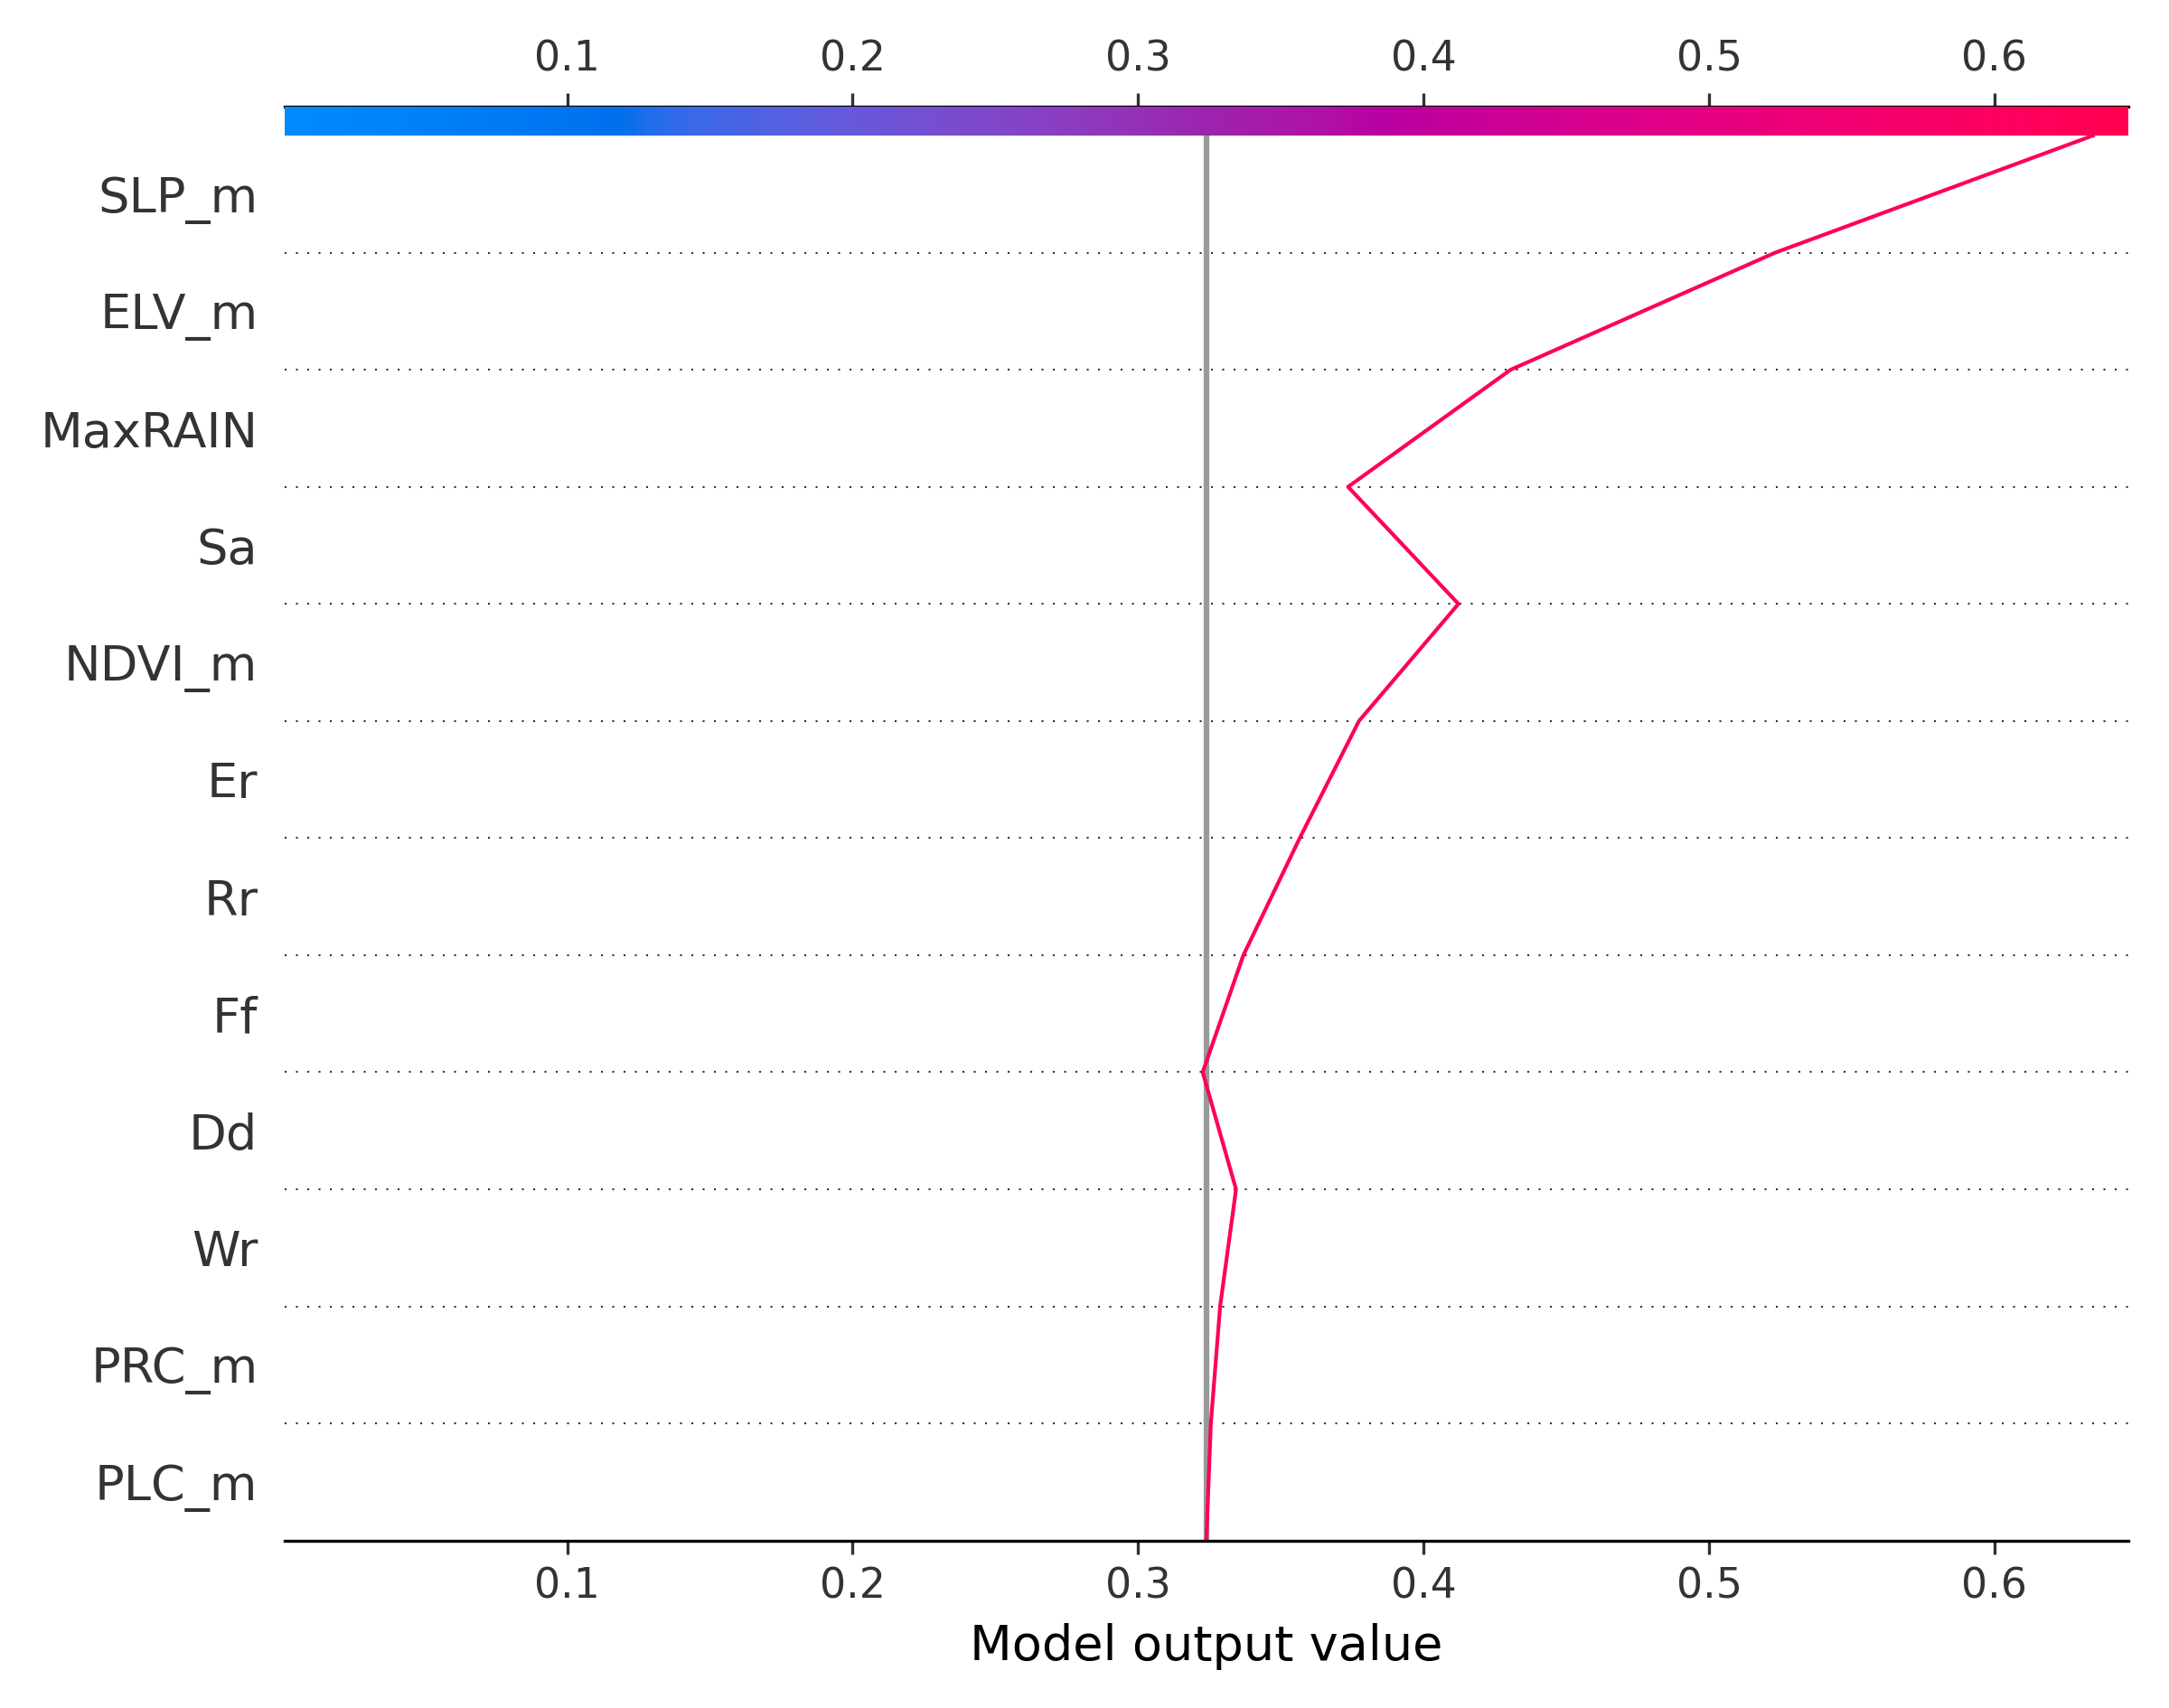 0.1 0.2 0.3 0.4 0.5 0.6
SLP_m
ELV_m
MaxRAIN
Sa
NDVI_m
Er
Rr
Ff
Dd
Wr
PRC_m
PLC_m
0.1 0.2 0.3 0.4 0.5 0.6
Model output value